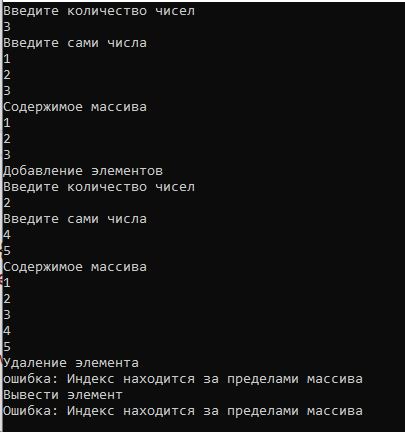 Введите количество чисел
3
Введите сами числа
1
2
3
Содержимое массива
1
2
3
Добавление элементов
Введите количество чисел
2
Введите сами числа
4
5
Содержимое массива
1
2
3
4
5
Удаление элемента
ошибка: Индекс находится за пределами массива
Вывести элемент
Ошибка: Индекс находится за пределами массива